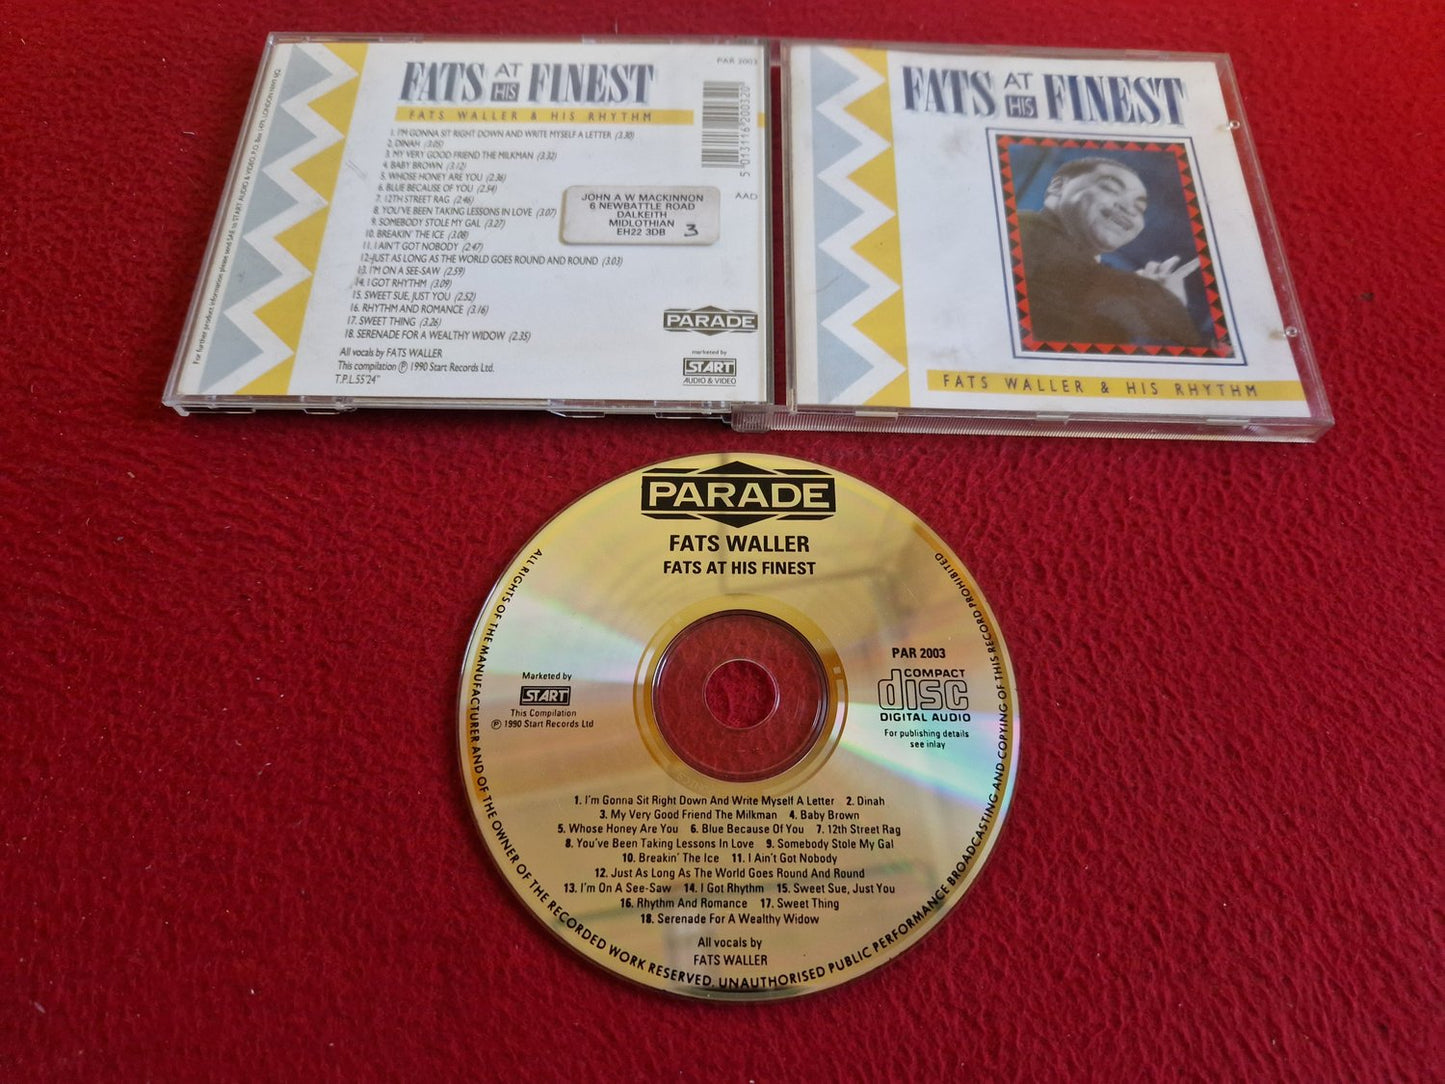 FATS AT HIS FINEST
FATS WALLER & HIS RHYTHM
1. I'M GONNA SIT RIGHT DOWN AND WRITE MYSELF A LETTER (3.30)
2. DINAH (3.05)
3. MY VERY GOOD FRIEND THE MILKMAN (3.32)
4. BABY BROWN (3.12)
5. WHOSE HONEY ARE YOU (2.36)
6. BLUE BECAUSE OF YOU (2.54)
7. 12TH STREET RAG (2.46)
8. YOU'VE BEEN TAKING LESSONS IN LOVE (3.07)
9. SOMEBODY STOLE MY GAL (3.27)
10. BREAKIN' THE ICE (3.08)
11. I AIN'T GOT NOBODY (2.47)
12. JUST AS LONG AS THE WORLD GOES ROUND AND ROUND (3.03)
13. I'M ON A SEE-SAW (2.59)
14. I GOT RHYTHM (3.09)
15. SWEET SUE, JUST YOU (2.52)
16. RHYTHM AND ROMANCE (3.16)
17. SWEET THING (3.26)
18. SERENADE FOR A WEALTHY WIDOW (2.35)
All vocals by FATS WALLER
This compilation ℗ 1990 Start Records Ltd.
T.P.L.55'24"
For further product information please send SAE to START AUDIO & VIDEO, P.O. Box
PAR 2003
5 013116 200320
AAD
JOHN A W MACKINNON
6 NEWBATTLE ROAD
DALKEITH
MIDLOTHIAN
EH22 3DB 3
PARADE
marketed by
START
AUDIO & VIDEO
FATS AT HIS FINEST
FATS WALLER & HIS RHYTHM
PARADE
FATS WALLER
FATS AT HIS FINEST
Marketed by
START
This Compilation
℗ 1990 Start Records Ltd
PAR 2003
COMPACT
disc
DIGITAL AUDIO
For publishing details
see inlay
1. I'm Gonna Sit Right Down And Write Myself A Letter 2. Dinah
3. My Very Good Friend The Milkman 4. Baby Brown
5. Whose Honey Are You 6. Blue Because Of You 7. 12th Street Rag
8. You've Been Taking Lessons In Love 9. Somebody Stole My Gal
10. Breakin' The Ice 11. I Ain't Got Nobody
12. Just As Long As The World Goes Round And Round
13. I'm On A See-Saw 14. I Got Rhythm 15. Sweet Sue, Just You
16. Rhythm And Romance 17. Sweet Thing
18. Serenade For A Wealthy Widow
All vocals by
FATS WALLER
ALL RIGHTS OF THE MANUFACTURER AND OF THE OWNER OF THE RECORDED WORK RESERVED. UNAUTHORISED PUBLIC PERFORMANCE BROADCASTING AND COPYING OF THIS RECORD PROHIBITED